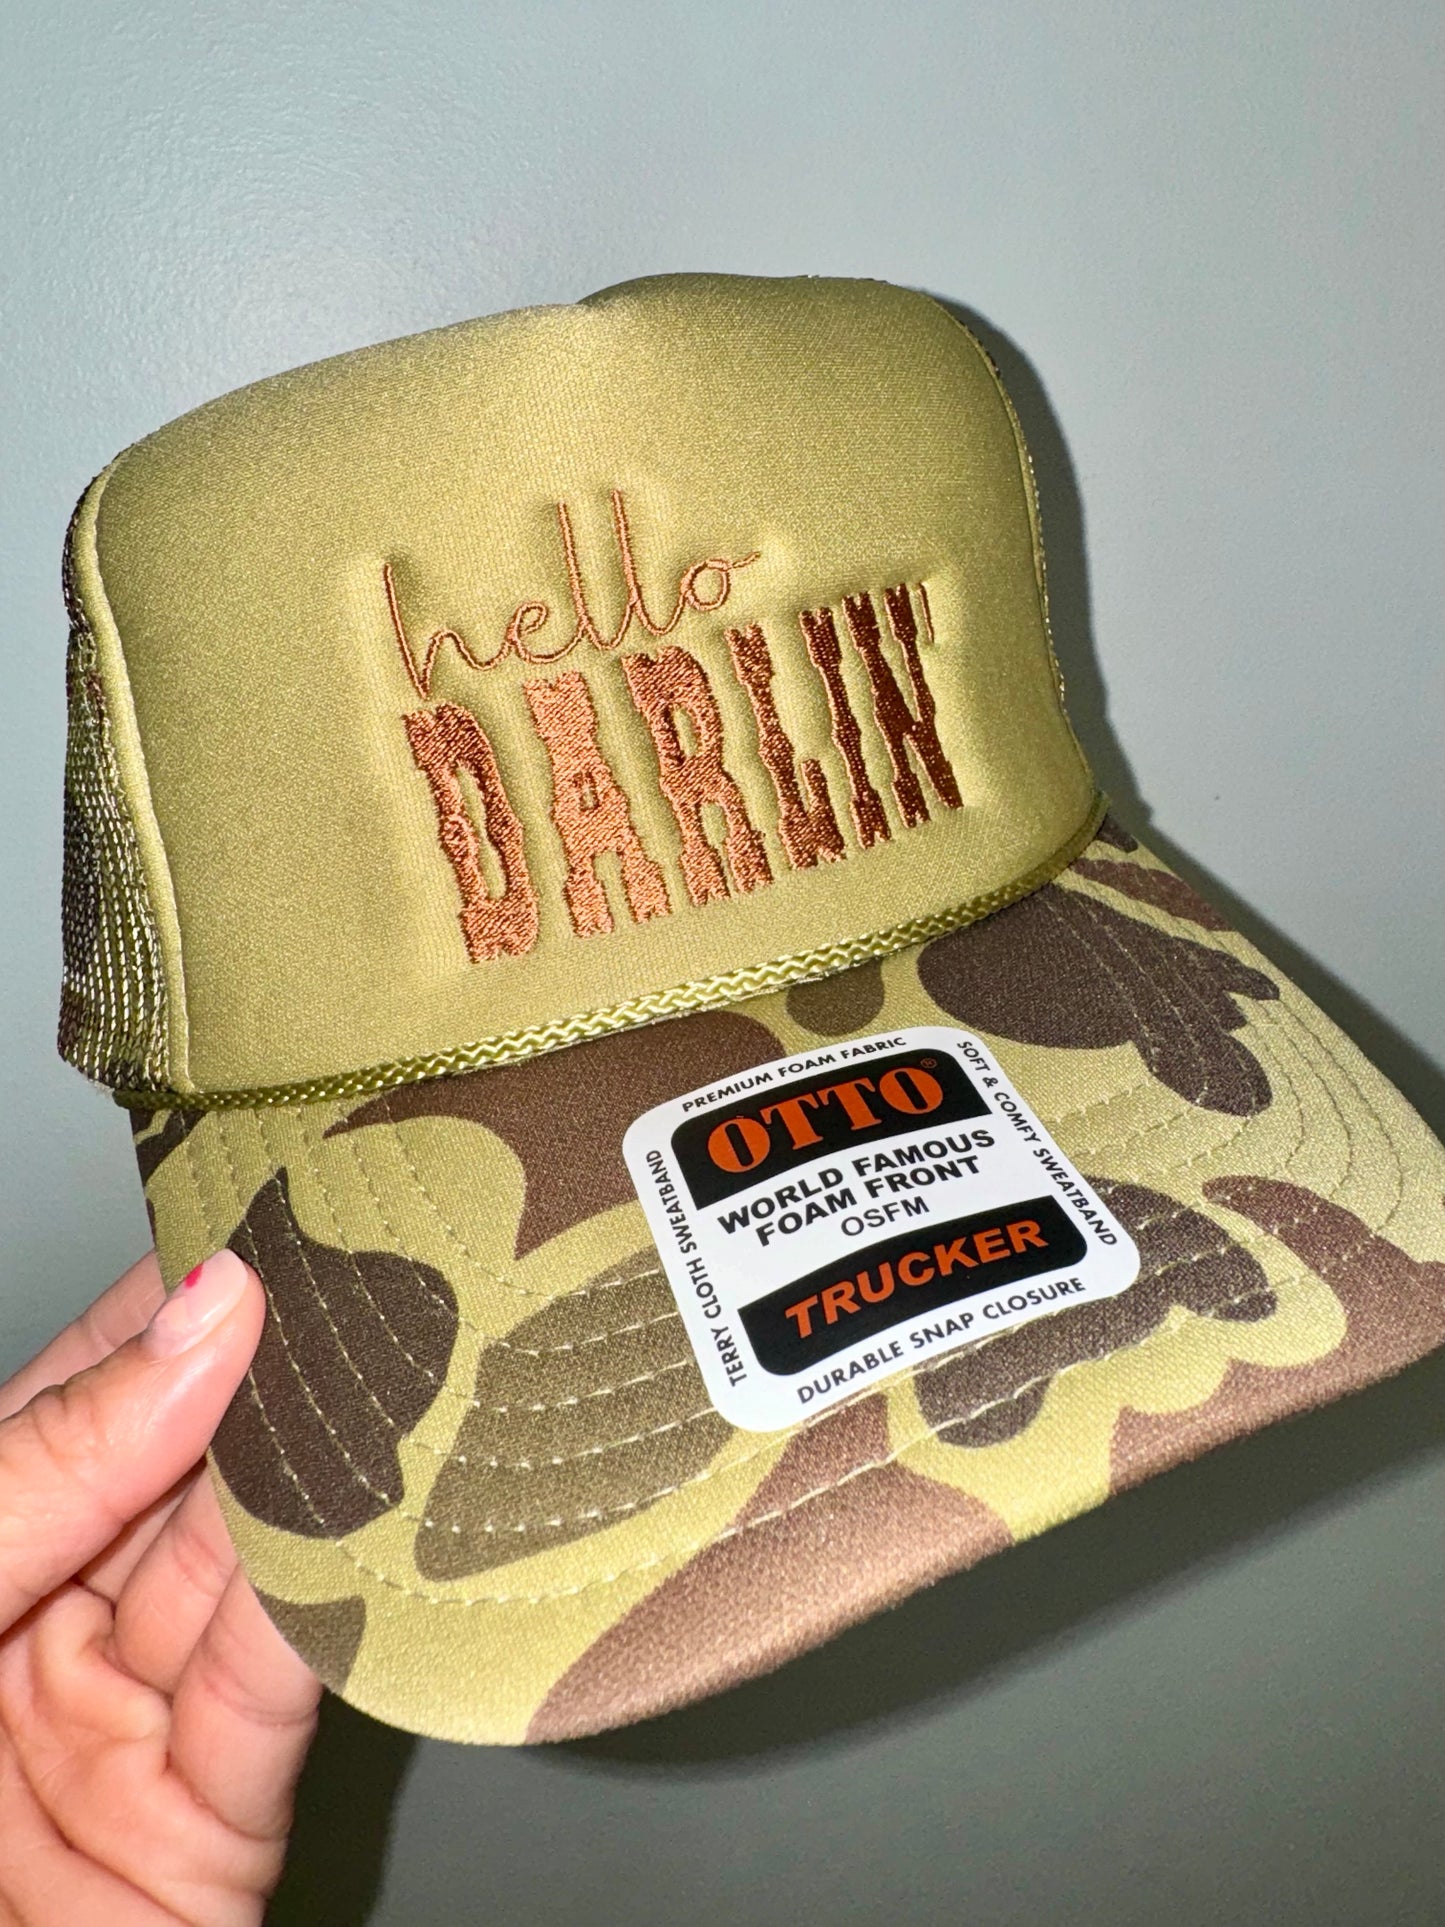 hello
DARLIN'
PREMIUM FOAM FABRIC
SOFT & COMFY SWEATBAND
OTTO®
WORLD FAMOUS
FOAM FRONT
OSFM
TRUCKER
TERRY CLOTH SWEATBAND
DURABLE SNAP CLOSURE